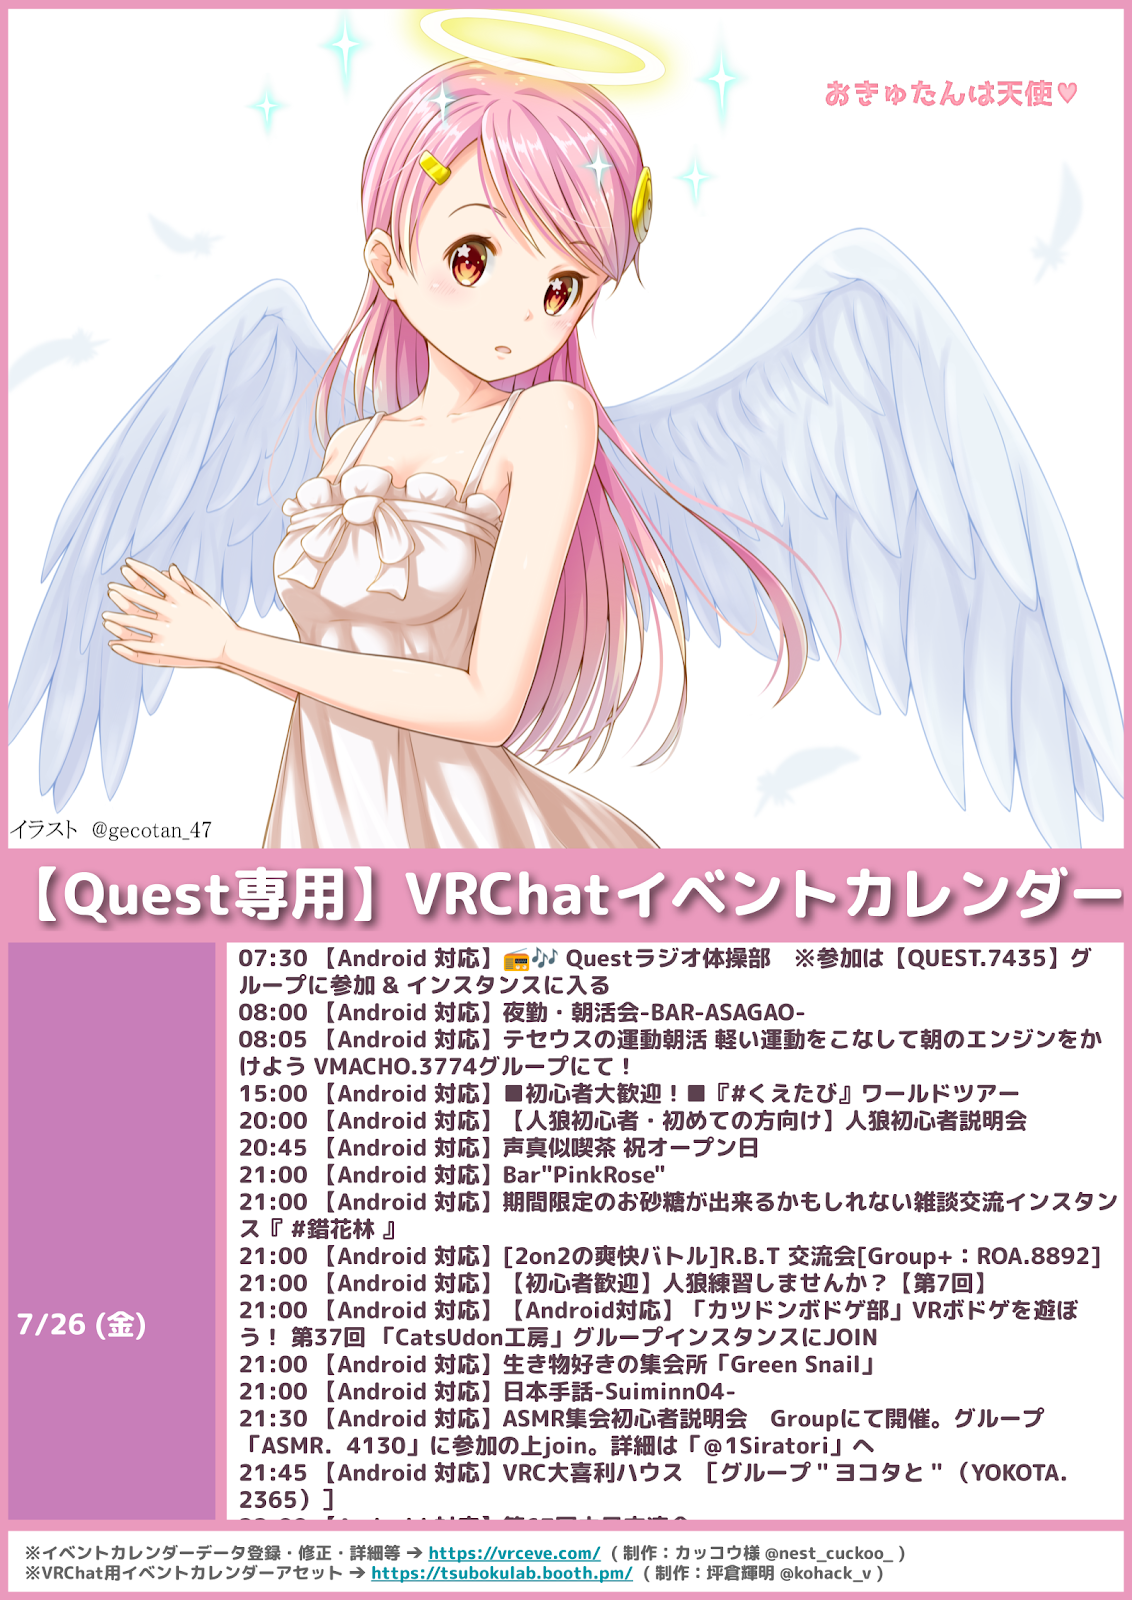 おきゅたんは天使♥
イラスト @gecotan_47
【Quest専用】VRChatイベントカレンダー
7/26 (金)
07:30 【Android 対応】📻🎶 Questラジオ体操部　※参加は【QUEST.7435】グ
ループに参加 & インスタンスに入る
08:00 【Android 対応】夜勤・朝活会-BAR-ASAGAO-
08:05 【Android 対応】テセウスの運動朝活 軽い運動をこなして朝のエンジンをか
けよう VMACHO.3774グループにて！
15:00 【Android 対応】■初心者大歓迎！■『#くえたび』ワールドツアー
20:00 【Android 対応】【人狼初心者・初めての方向け】人狼初心者説明会
20:45 【Android 対応】声真似喫茶 祝オープン日
21:00 【Android 対応】Bar"PinkRose"
21:00 【Android 対応】期間限定のお砂糖が出来るかもしれない雑談交流インスタン
ス『 #錯花林 』
21:00 【Android 対応】[2on2の爽快バトル]R.B.T 交流会[Group+：ROA.8892]
21:00 【Android 対応】【初心者歓迎】人狼練習しませんか？【第7回】
21:00 【Android 対応】【Android対応】「カツドンボドゲ部」VRボドゲを遊ぼ
う！ 第37回 「CatsUdon工房」グループインスタンスにJOIN
21:00 【Android 対応】生き物好きの集会所「Green Snail」
21:00 【Android 対応】日本手話-Suiminn04-
21:30 【Android 対応】ASMR集会初心者説明会　Groupにて開催。グループ
「ASMR．4130」に参加の上join。詳細は「@1Siratori」へ
21:45 【Android 対応】VRC大喜利ハウス　[グループ " ヨコタと "（YOKOTA.
2365）]
※イベントカレンダーデータ登録・修正・詳細等 ➔ https://vrceve.com/ （制作：カッコウ様 @nest_cuckoo_ ）
※VRChat用イベントカレンダーアセット ➔ https://tsubokulab.booth.pm/ （制作：坪倉輝明 @kohack_v ）